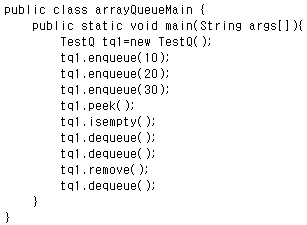 public class arrayQueueMain {
    public static void main(String args[]){
        TestQ tq1=new TestQ();
        tq1.enqueue(10);
        tq1.enqueue(20);
        tq1.enqueue(30);
        tq1.peek();
        tq1.isempty();
        tq1.dequeue();
        tq1.dequeue();
        tq1.remove();
        tq1.dequeue();
    }
}